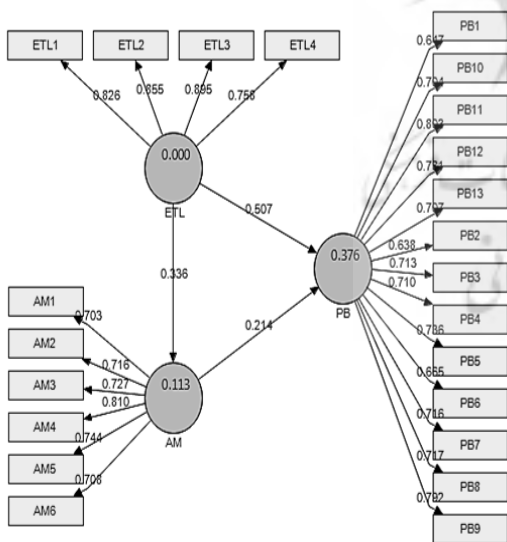 PB1
ETL1
ETL2
ETL3
ETL4
0.647
PB10
0.826
0.855
0.895
PB11
0.000
PB12
ETL
PB13
0.507
0.707
PB2
0.638
0.376
0.713
PB3
0.336
0.710
PB
PB4
AM1
0.703
0.214
PB5
AM2
0.716
AM3
0.727
0.113
0.665
PB6
AM4
0.810
0.716
PB7
AM5
0.744
AM
0.717
PB8
AM6
0.708
PB9